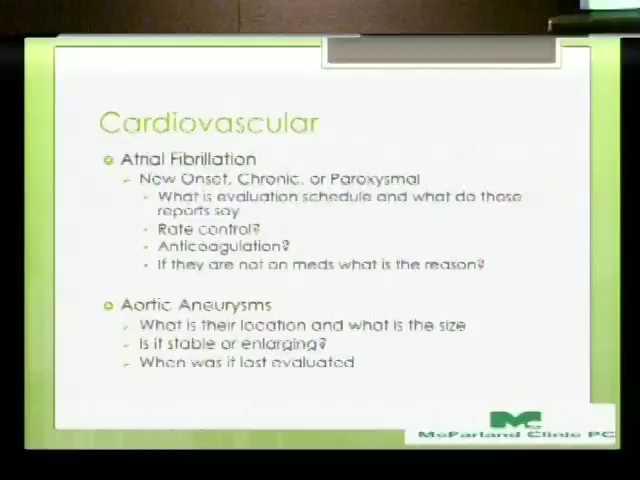 Cardiovascular
Atrial Fibrillation
New Onset, Chronic, or Paroxysmal
What is evaluation schedule and what do those
reports say
Rate control?
Anticoagulation?
If they are not on meds what is the reason?
Aortic Aneurysms
What is their location and what is the size
Is it stable or enlarging?
When was it last evaluated
McFarland Clinic PC